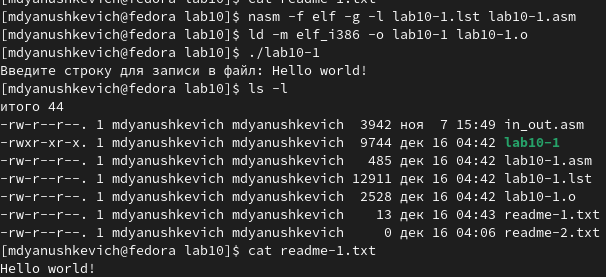 [mdyanushkevich@fedora lab10]$ cat readme-1.txt
[mdyanushkevich@fedora lab10]$ nasm -f elf -g -l lab10-1.lst lab10-1.asm
[mdyanushkevich@fedora lab10]$ ld -m elf_i386 -o lab10-1 lab10-1.o
[mdyanushkevich@fedora lab10]$ ./lab10-1
Введите строку для записи в файл: Hello world!
[mdyanushkevich@fedora lab10]$ ls -l
итого 44
-rw-r--r--. 1 mdyanushkevich mdyanushkevich  3942 ноя  7 15:49 in_out.asm
-rwxr-xr-x. 1 mdyanushkevich mdyanushkevich  9744 дек 16 04:42 lab10-1
-rw-r--r--. 1 mdyanushkevich mdyanushkevich   485 дек 16 04:42 lab10-1.asm
-rw-r--r--. 1 mdyanushkevich mdyanushkevich 12911 дек 16 04:42 lab10-1.lst
-rw-r--r--. 1 mdyanushkevich mdyanushkevich  2528 дек 16 04:42 lab10-1.o
-rw-r--r--. 1 mdyanushkevich mdyanushkevich    13 дек 16 04:43 readme-1.txt
-rw-r--r--. 1 mdyanushkevich mdyanushkevich     0 дек 16 04:06 readme-2.txt
[mdyanushkevich@fedora lab10]$ cat readme-1.txt
Hello world!